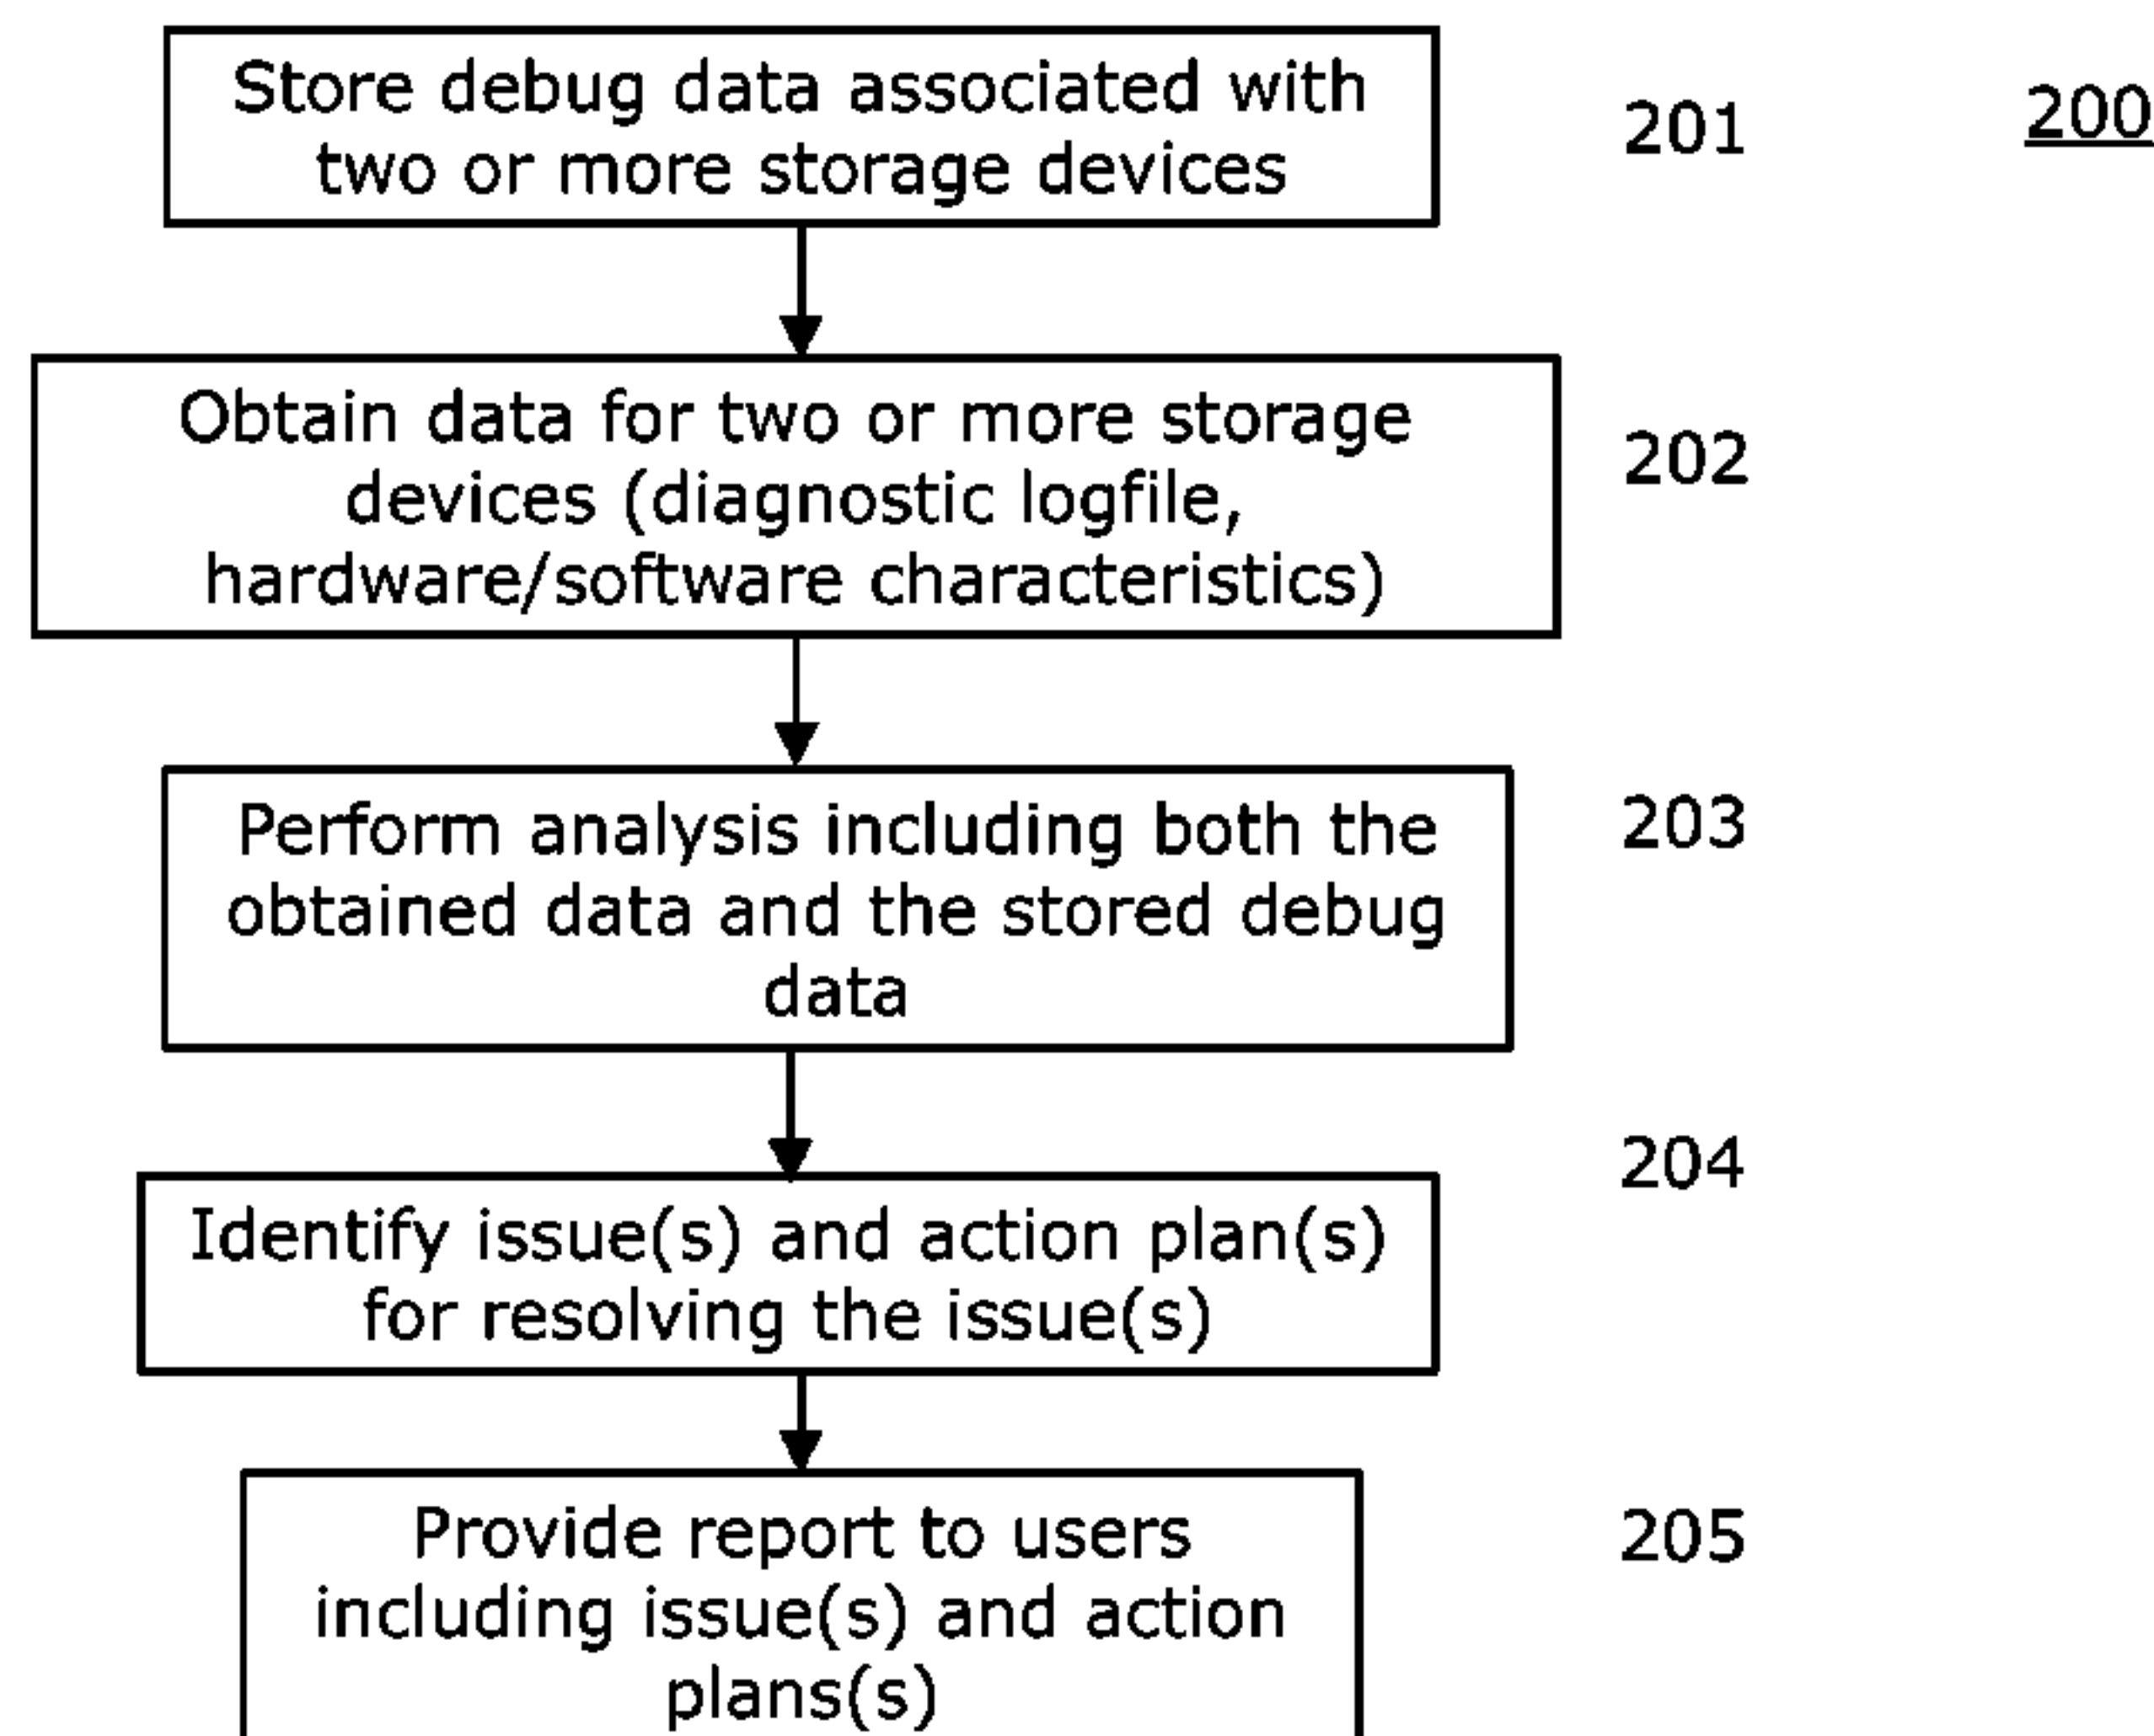 Store debug data associated with
two or more storage devices
201
200
Obtain data for two or more storage
devices (diagnostic logfile,
hardware/software characteristics)
202
Perform analysis including both the
obtained data and the stored debug
data
203
Identify issue(s) and action plan(s)
for resolving the issue(s)
204
Provide report to users
including issue(s) and action
plans(s)
205